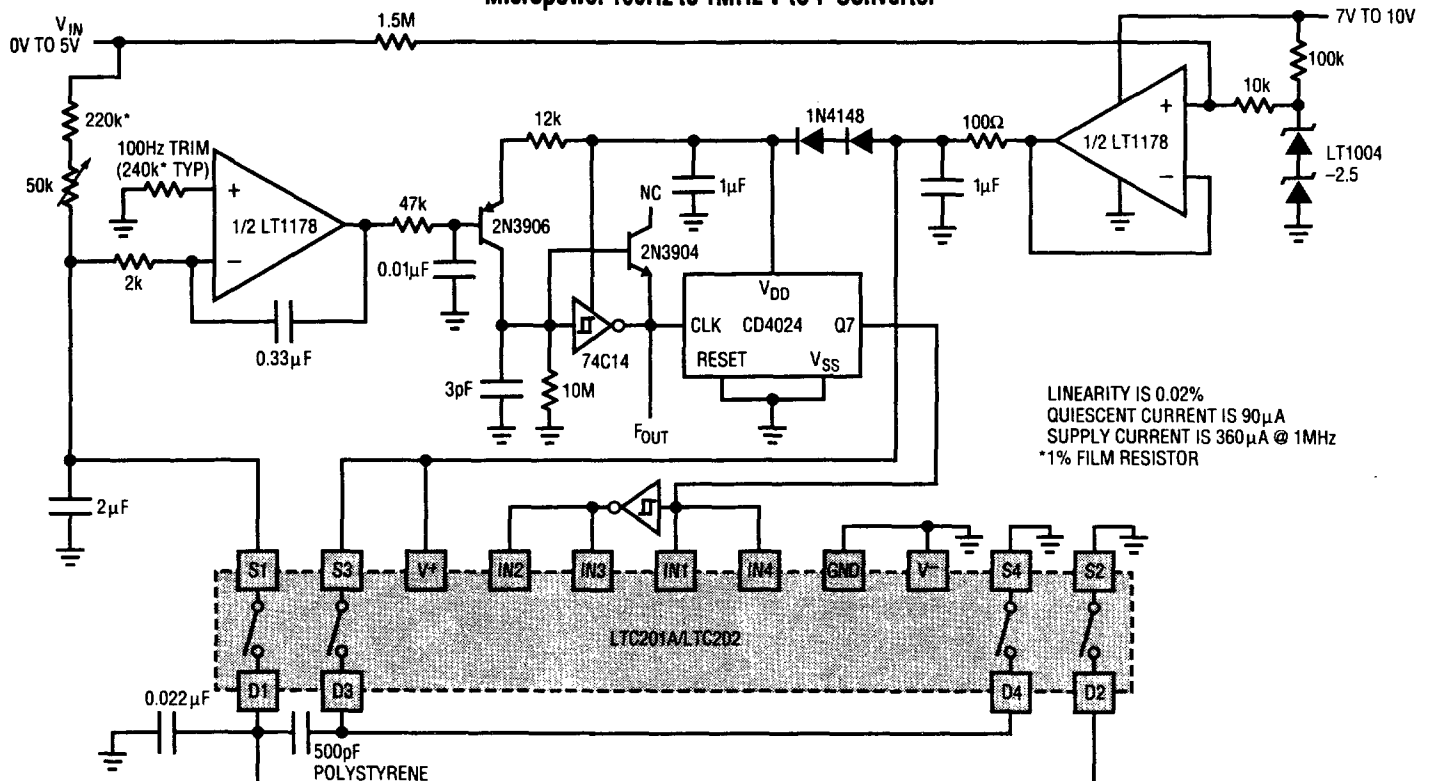 Micropower 100Hz to 1MHz V to F Converter
VIN
0V TO 5V
1.5M
7V TO 10V
100k
10k
+
1/2 LT1178
−
LT1004
−2.5
220k*
50k
100Hz TRIM
(240k* TYP)
+
1/2 LT1178
−
2k
0.33µF
47k
0.01µF
12k
2N3906
1N4148
100Ω
1µF
1µF
NC
2N3904
VDD
CLK
CD4024
Q7
RESET
VSS
74C14
3pF
10M
FOUT
LINEARITY IS 0.02%
QUIESCENT CURRENT IS 90µA
SUPPLY CURRENT IS 360µA @ 1MHz
*1% FILM RESISTOR
2µF
S1
S3
V+
IN2
IN3
IN1
IN4
GND
V−
S4
S2
LTC201A/LTC202
D1
D3
D4
D2
0.022µF
500pF
POLYSTYRENE